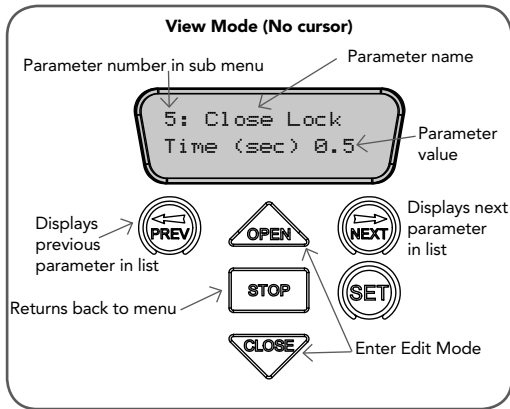 View Mode (No cursor)
Parameter number in sub menu
Parameter name
5: Close Lock
Time (sec) 0.5
Parameter
value
Displays
previous
parameter in list
PREV
OPEN
NEXT
Displays next
parameter
in list
Returns back to menu
STOP
SET
CLOSE
Enter Edit Mode